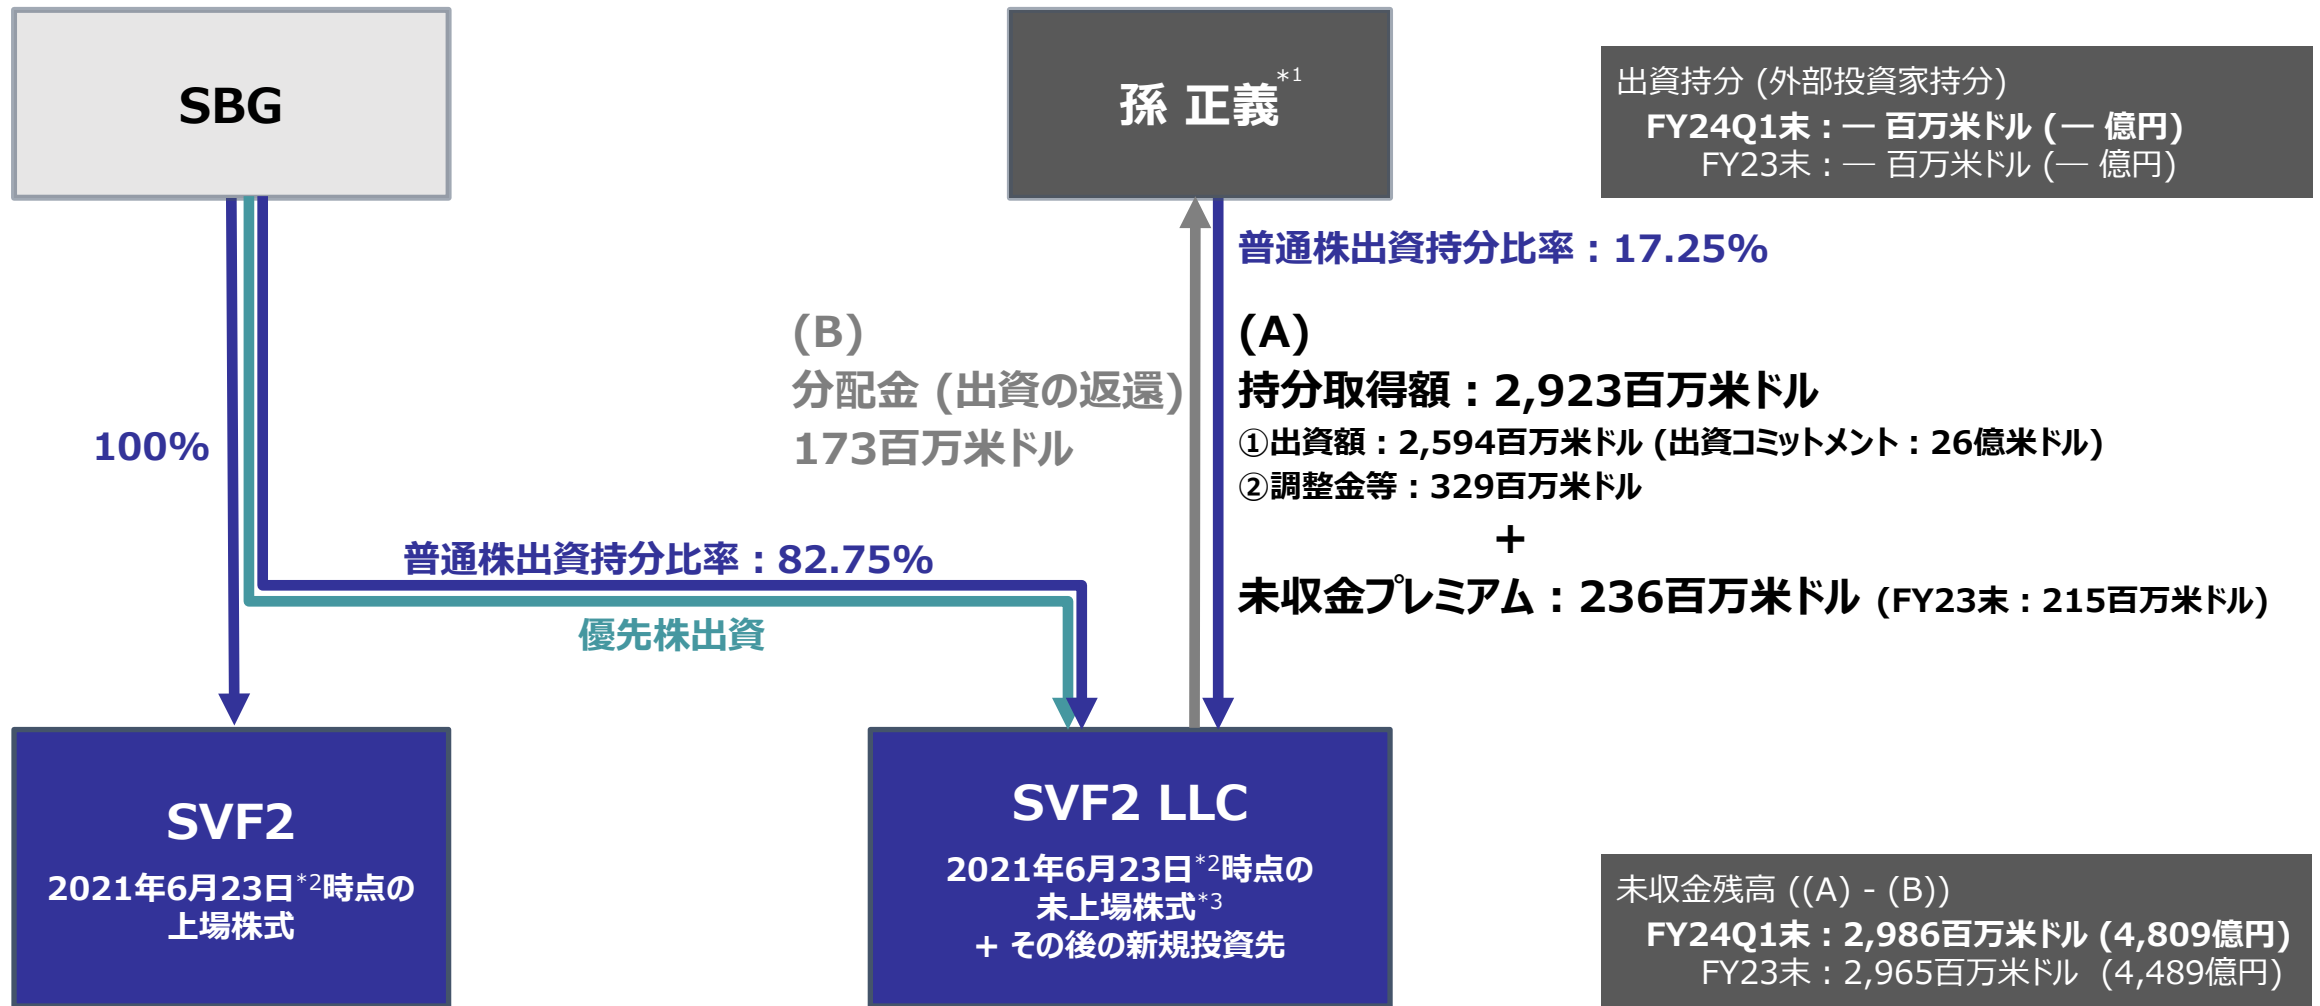 SBG
孫 正義*1
出資持分 (外部投資家持分)
FY24Q1末：― 百万米ドル (― 億円)
FY23末：― 百万米ドル (― 億円)
普通株出資持分比率：17.25%
(B)
分配金 (出資の返還)
173百万米ドル
(A)
持分取得額：2,923百万米ドル
①出資額：2,594百万米ドル (出資コミットメント：26億米ドル)
②調整金等：329百万米ドル
+
未収金プレミアム：236百万米ドル (FY23末：215百万米ドル)
100%
普通株出資持分比率：82.75%
優先株出資
SVF2
2021年6月23日*2時点の
上場株式
SVF2 LLC
2021年6月23日*2時点の
未上場株式*3
+ その後の新規投資先
未収金残高 ((A) - (B))
FY24Q1末：2,986百万米ドル (4,809億円)
FY23末：2,965百万米ドル (4,489億円)